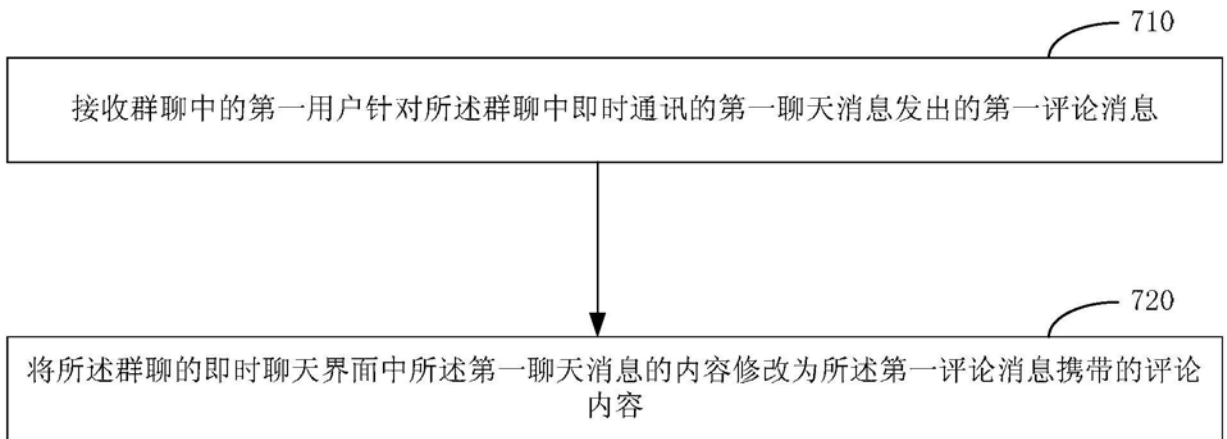 710
接收群聊中的第一用户针对所述群聊中即时通讯的第一聊天消息发出的第一评论消息
720
将所述群聊的即时聊天界面中所述第一聊天消息的内容修改为所述第一评论消息携带的评论
内容